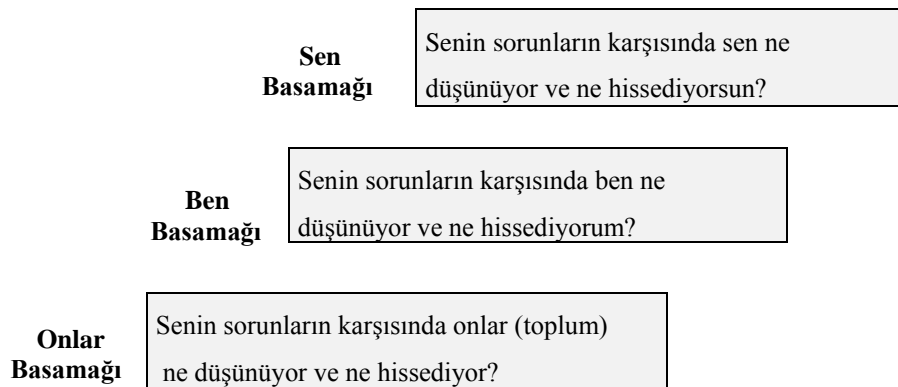 Sen
Basamağı
Senin sorunların karşısında sen ne
düşünüyor ve ne hissediyorsun?
Ben
Basamağı
Senin sorunların karşısında ben ne
düşünüyor ve ne hissediyorum?
Onlar
Basamağı
Senin sorunların karşısında onlar (toplum)
ne düşünüyor ve ne hissediyor?